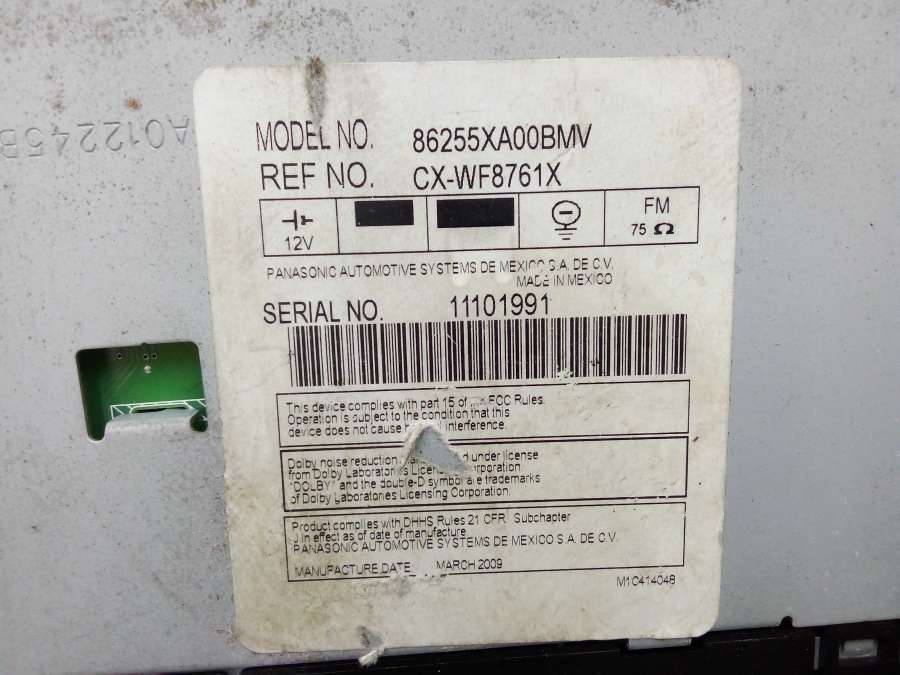 A012245B
MODEL NO. 86255XA00BMV
REF NO. CX-WF8761X
12V
FM
75 Ω
PANASONIC AUTOMOTIVE SYSTEMS DE MEXICO S.A. DE C.V.
MADE IN MEXICO
SERIAL NO. 11101991
This device complies with part 15 of FCC Rules.
Operation is subject to the condition that this
device does not cause interference.
Dolby noise reduction under license
from Dolby Laboratories Licensing Corporation.
"DOLBY" and the double-D symbol are trademarks
of Dolby Laboratories Licensing Corporation.
Product complies with DHHS Rules 21 CFR Subchapter
J in effect as of date of manufacture.
PANASONIC AUTOMOTIVE SYSTEMS DE MEXICO S.A. DE C.V.
MANUFACTURE DATE MARCH 2009
M10414048